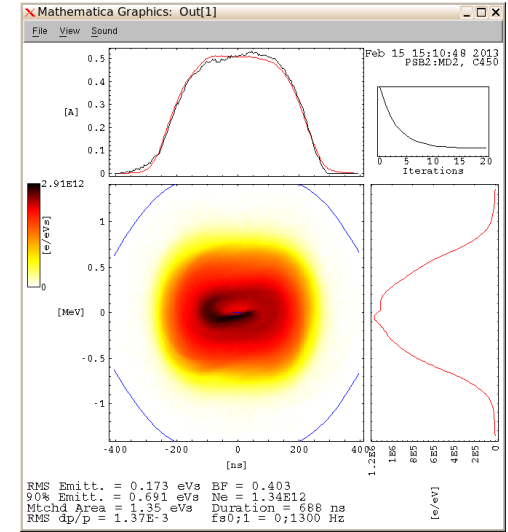 Mathematica Graphics: Out[1]
File View Sound
Feb 15 15:10:48 2013
PSB2:MD2, C450
0.5
0.4
[A]
0.3
0.2
0.1
0
0 5 10 15 20
Iterations
2.91E12
[e/eVs]
0
1
0.5
[MeV]
0
-0.5
-1
-400 -200 0 200 400
[ns]
1.2E6 1E6 8E5 6E5 4E5 2E5 0
[e/eV]
RMS Emitt. = 0.173 eVs BF = 0.403
90% Emitt. = 0.691 eVs Ne = 1.34E12
Mtchd Area = 1.35 eVs Duration = 688 ns
RMS dp/p = 1.37E-3 fs0;1 = 0;1300 Hz